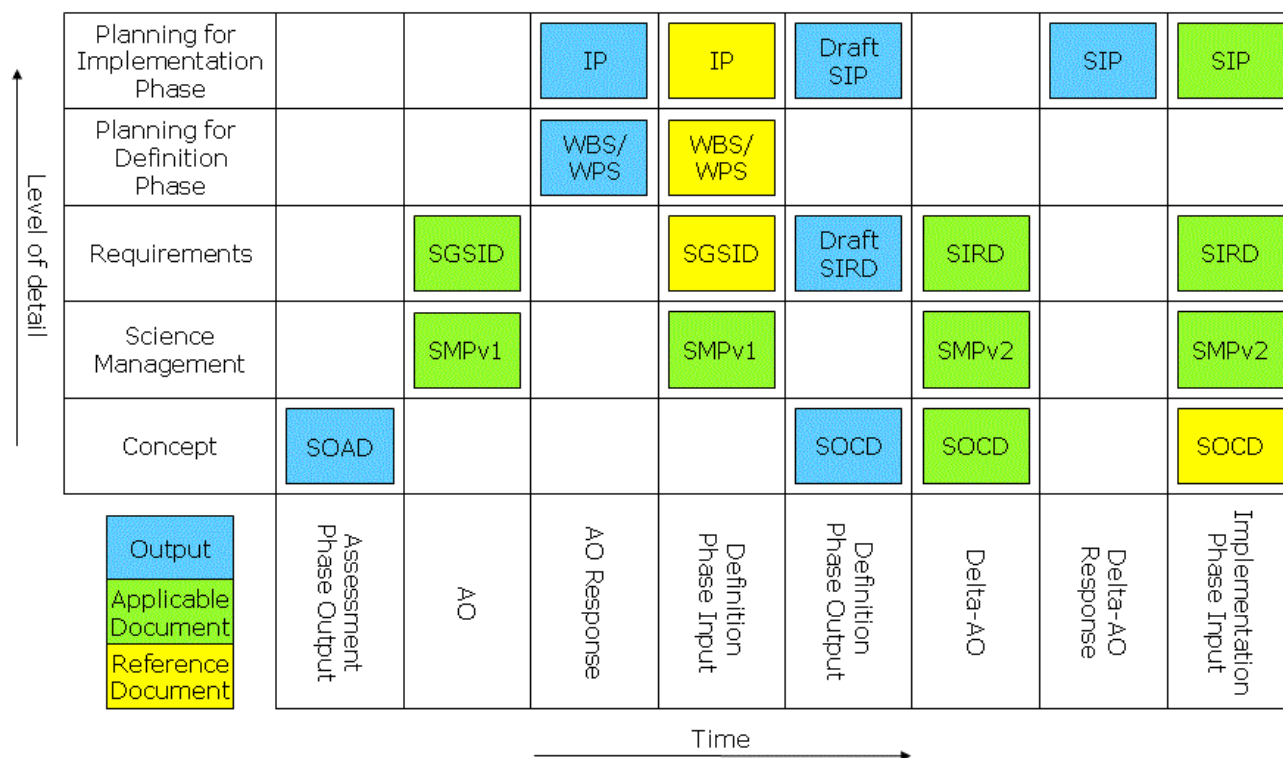 Planning for
Implementation
Phase
IP
IP
Draft
SIP
SIP
SIP
Planning for
Definition
Phase
WBS/
WPS
WBS/
WPS
Requirements
SGSID
SGSID
Draft
SIRD
SIRD
SIRD
Science
Management
SMPv1
SMPv1
SMPv2
SMPv2
Concept
SOAD
SOCD
SOCD
SOCD
Level of detail
Output
Applicable
Document
Reference
Document
Assessment
Phase Output
AO
AO Response
Definition
Phase Input
Definition
Phase Output
Delta-AO
Delta-AO
Response
Implementation
Phase Input
Time